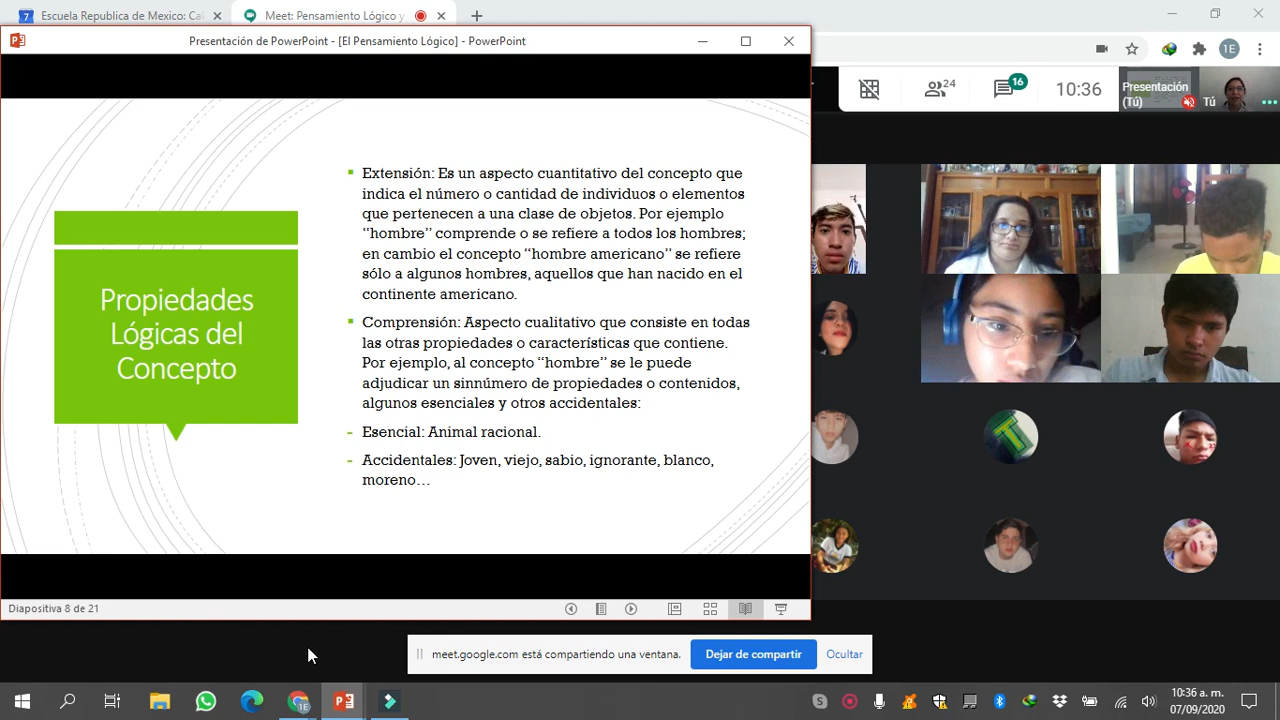 Escuela Republica de Mexico: Cal
Meet: Pensamiento Lógico y
Presentación de PowerPoint - [El Pensamiento Lógico] - PowerPoint
1E
24
16
10:36
Presentación
(Tú)
Tú
Propiedades
Lógicas del
Concepto
Extensión: Es un aspecto cuantitativo del concepto que
indica el número o cantidad de individuos o elementos
que pertenecen a una clase de objetos. Por ejemplo
“hombre” comprende o se refiere a todos los hombres;
en cambio el concepto “hombre americano” se refiere
sólo a algunos hombres, aquellos que han nacido en el
continente americano.
Comprensión: Aspecto cualitativo que consiste en todas
las otras propiedades o características que contiene.
Por ejemplo, al concepto “hombre” se le puede
adjudicar un sinnúmero de propiedades o contenidos,
algunos esenciales y otros accidentales:
- Esencial: Animal racional.
- Accidentales: Joven, viejo, sabio, ignorante, blanco,
moreno…
Diapositiva 8 de 21
meet.google.com está compartiendo una ventana.
Dejar de compartir
Ocultar
10:36 a. m.
07/09/2020